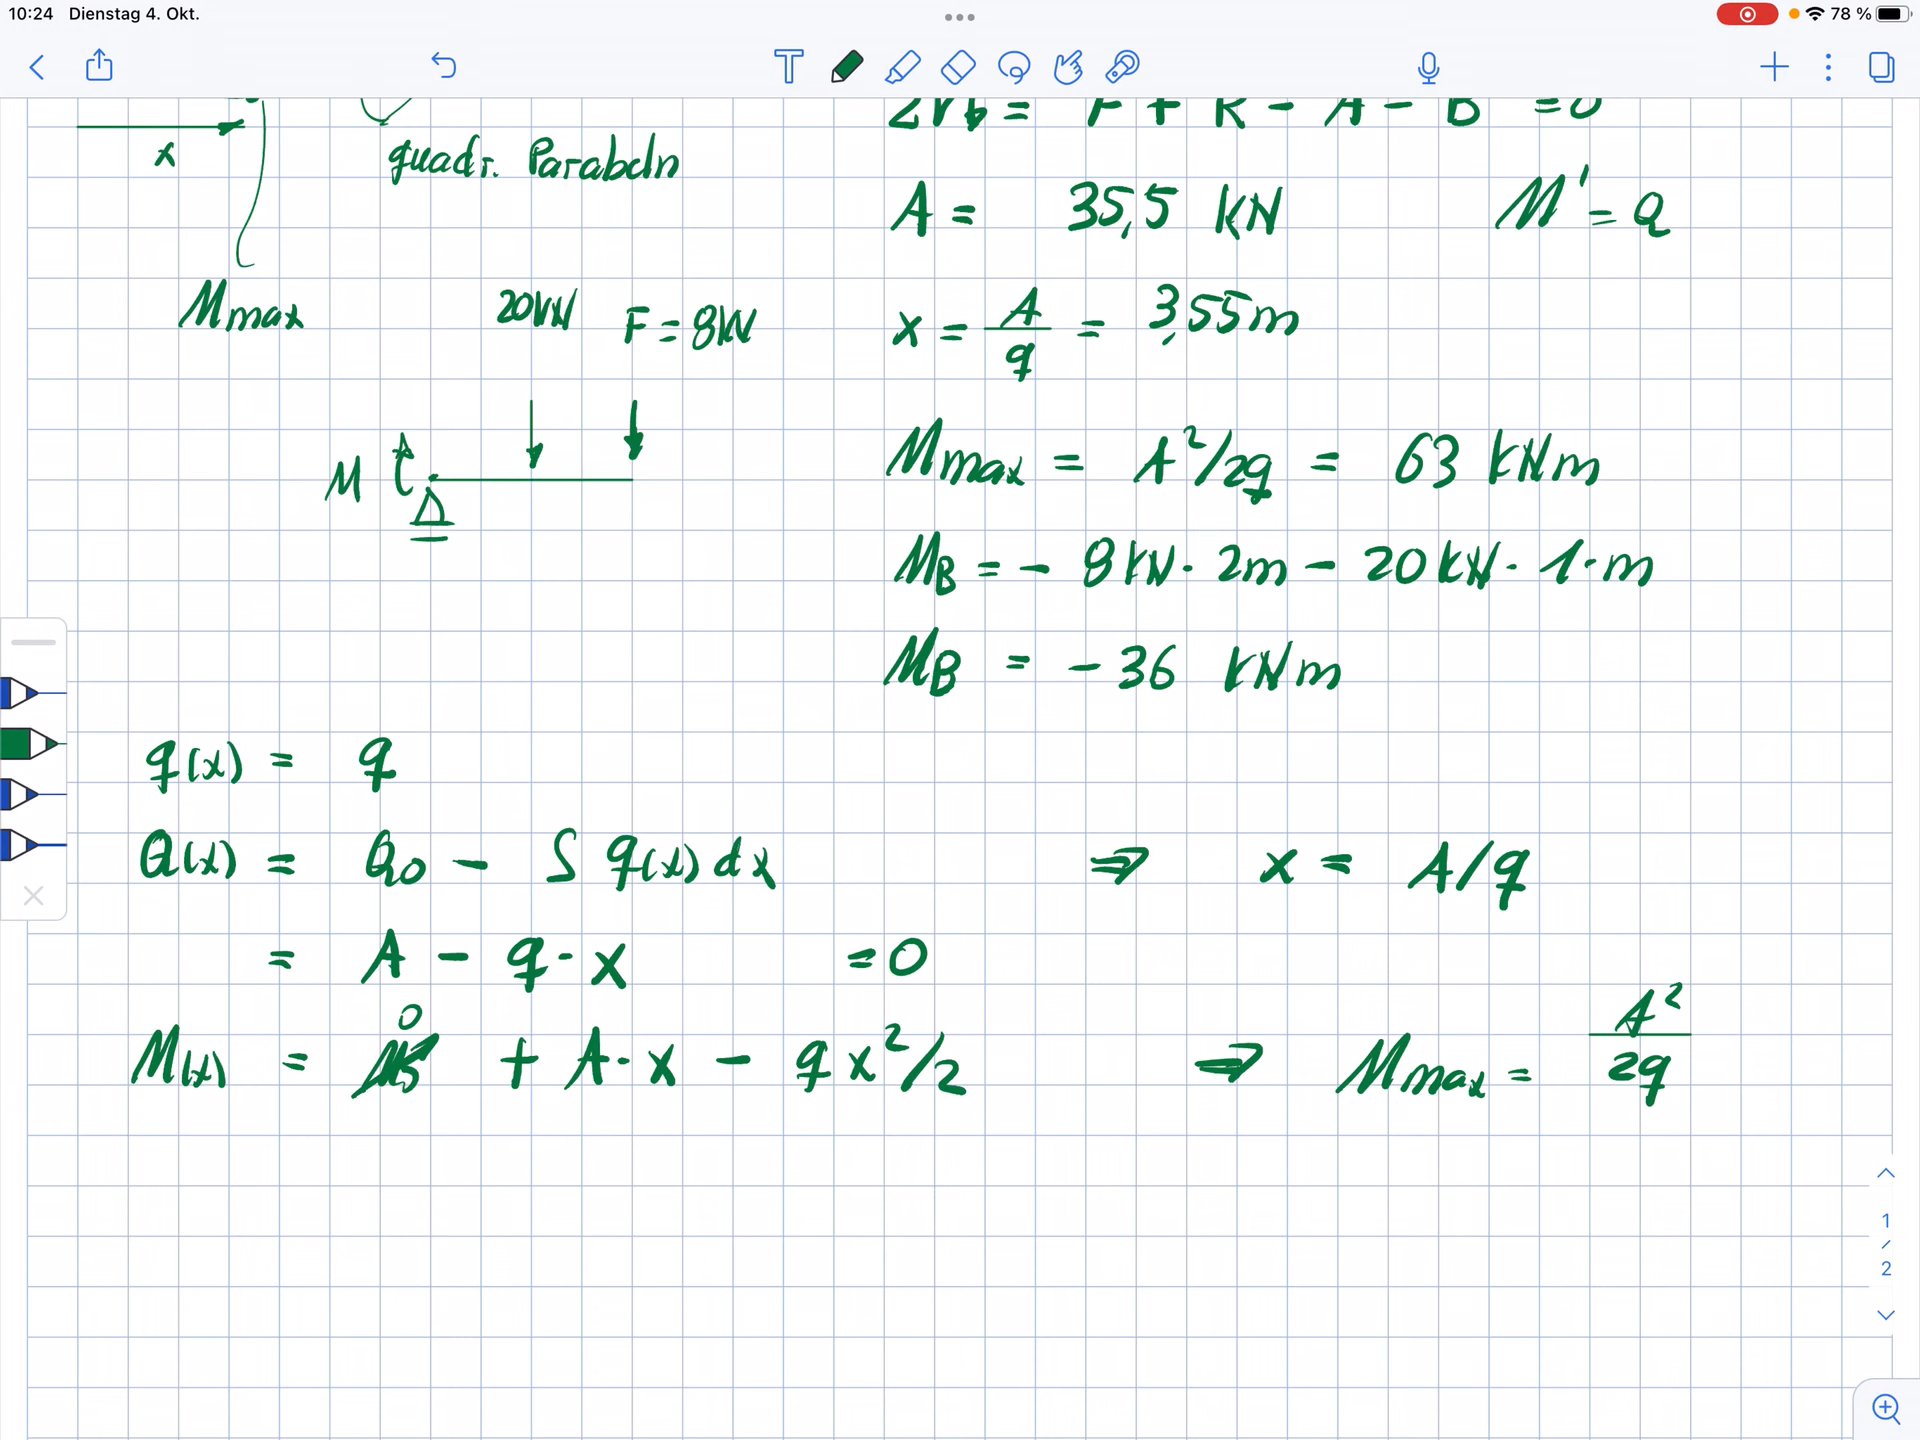 10:24 Dienstag 4. Okt.
78 %
ΣVb = F + R - A - B = 0
x
quadr. Parabeln
A = 35,5 kN M' = Q
Mmax
20kN F = 8kN
x = A/q = 3,55m
M
Mmax = A²/2q = 63 kNm
MB = - 8kN · 2m - 20kN · 1·m
MB = - 36 kNm
q(x) = q
Q(x) = Q0 - ∫ q(x) dx ⇒ x = A/q
= A - q · x = 0
0
M(x) = M0 + A · x - q x²/2 ⇒ Mmax = A²/2q
1
/
2